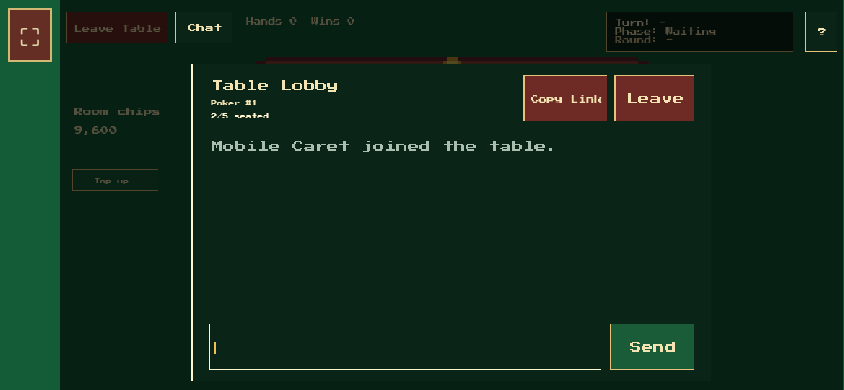 Leave Table
Chat
Hands 0 Wins 0
Turn: -
Phase: Waiting
Round: -
?
Table Lobby
Poker #1
2/5 seated
Copy Link
Leave
Room chips
9,600
Mobile Caret joined the table.
Top up
Send